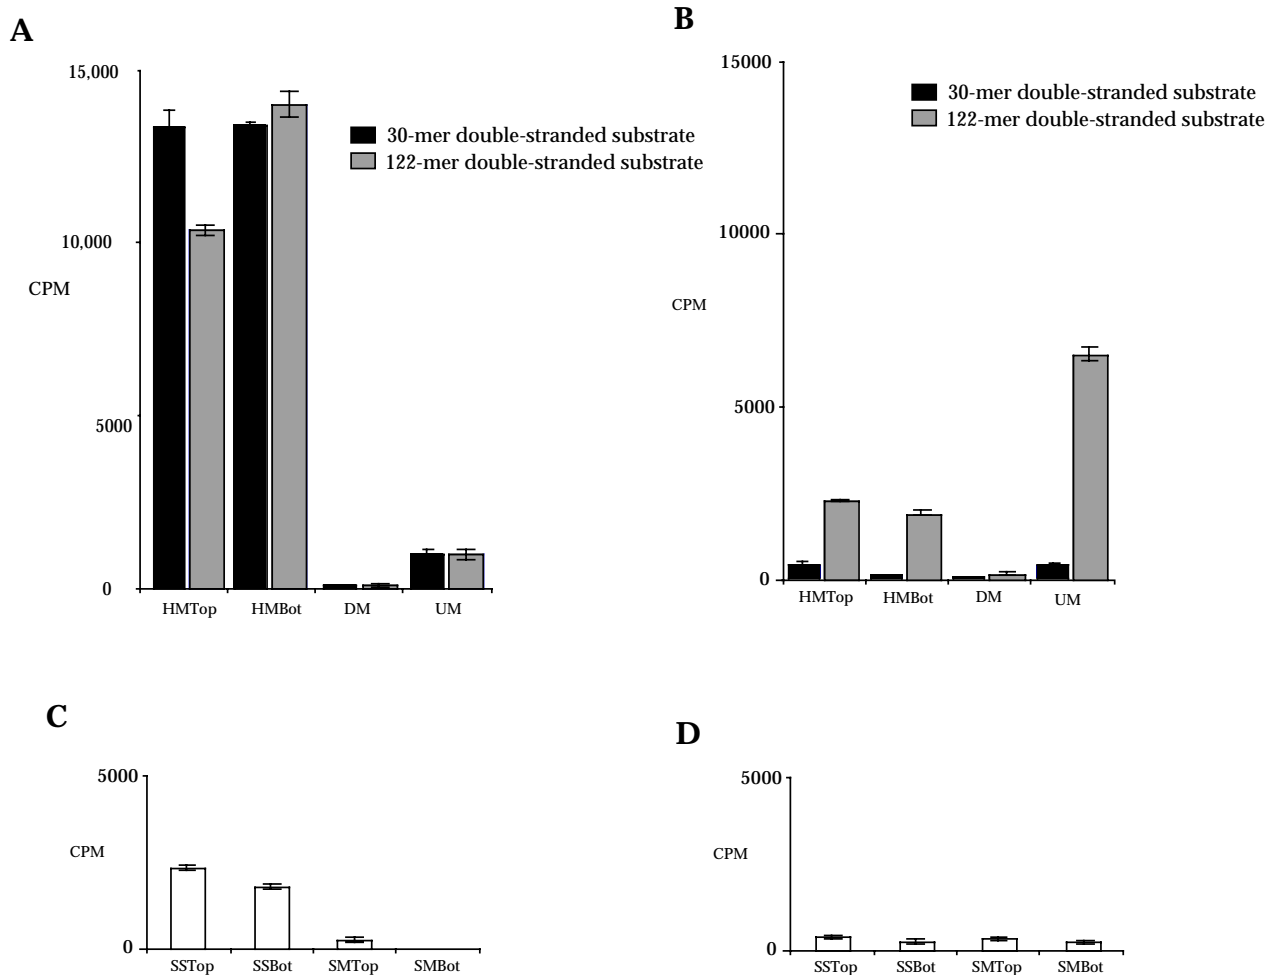 A
15,000
10,000
CPM
5000
0
30-mer double-stranded substrate
122-mer double-stranded substrate
HMTop HMBot DM UM
B
15000
10000
CPM
5000
0
30-mer double-stranded substrate
122-mer double-stranded substrate
HMTop HMBot DM UM
C
5000
CPM
0
SSTop SSBot SMTop SMBot
D
5000
CPM
0
SSTop SSBot SMTop SMBot